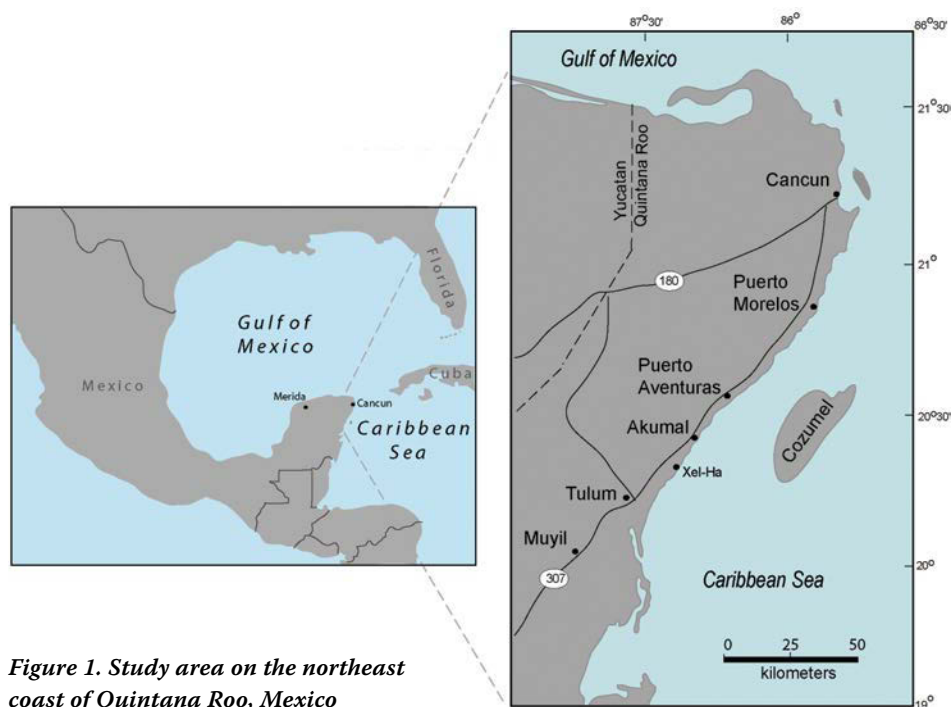 87°30'
86°
86°30'
Gulf of Mexico
21°30'
Yucatan
Quintana Roo
Cancun
21°
180
Puerto
Morelos
Florida
Gulf of
Mexico
Cuba
Mexico
Merida
Cancun
Caribbean
Sea
Puerto
Aventuras
20°30'
Akumal
Cozumel
Xel-Ha
Tulum
Muyil
20°
307
Caribbean Sea
0 25 50
kilometers
19°
Figure 1. Study area on the northeast
coast of Quintana Roo, Mexico